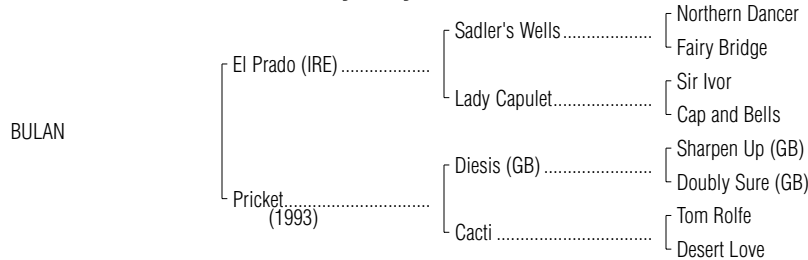 Northern Dancer
Sadler's Wells
Fairy Bridge
El Prado (IRE)
Sir Ivor
Lady Capulet
Cap and Bells
BULAN
Sharpen Up (GB)
Diesis (GB)
Doubly Sure (GB)
Pricket
(1993)
Tom Rolfe
Cacti
Desert Love